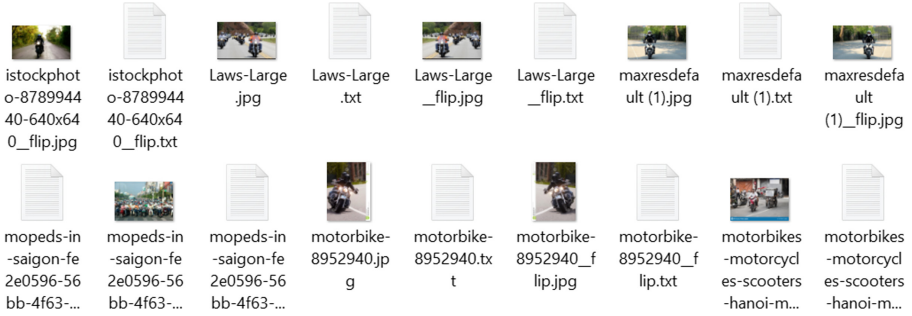 istockphot
o-8789944
40-640x64
0__flip.jpg
istockphot
o-8789944
40-640x64
0__flip.txt
Laws-Large
.jpg
Laws-Large
.txt
Laws-Large
__flip.jpg
Laws-Large
__flip.txt
maxresdefa
ult (1).jpg
maxresdefa
ult (1).txt
maxresdefa
ult
(1)__flip.jpg
mopeds-in
-saigon-fe
2e0596-56
bb-4f63-...
mopeds-in
-saigon-fe
2e0596-56
bb-4f63-...
mopeds-in
-saigon-fe
2e0596-56
bb-4f63-...
motorbike-
8952940.jp
g
motorbike-
8952940.tx
t
motorbike-
8952940__f
lip.jpg
motorbike-
8952940__f
lip.txt
motorbikes
-motorcycl
es-scooters
-hanoi-m...
motorbikes
-motorcycl
es-scooters
-hanoi-m...